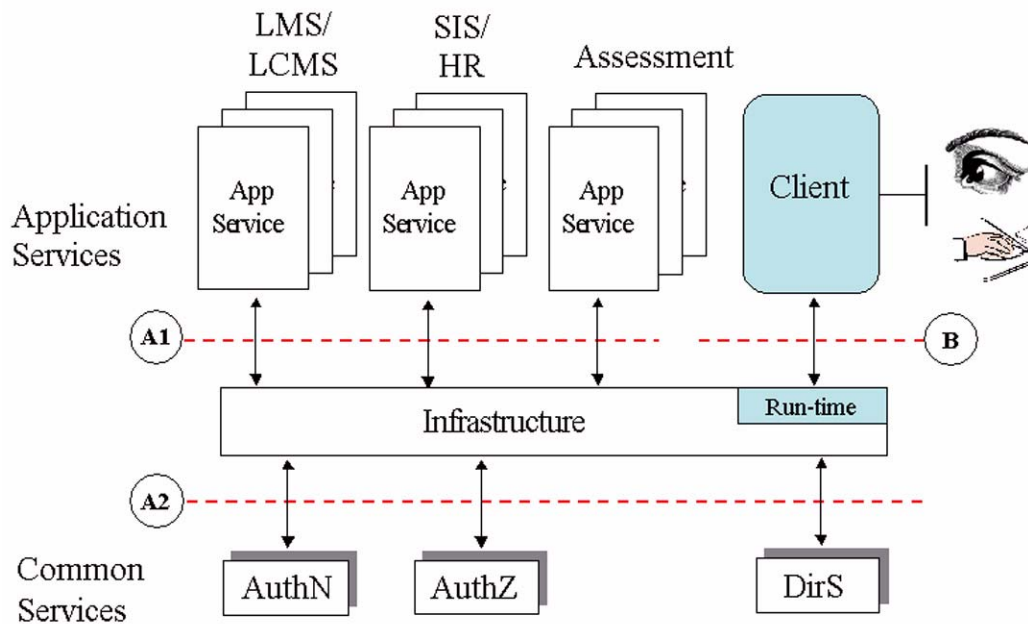 LMS/
LCMS
SIS/
HR
Assessment
Application
Services
App
Service
App
Service
App
Service
Client
A1
B
Infrastructure
Run-time
A2
Common
Services
AuthN
AuthZ
DirS